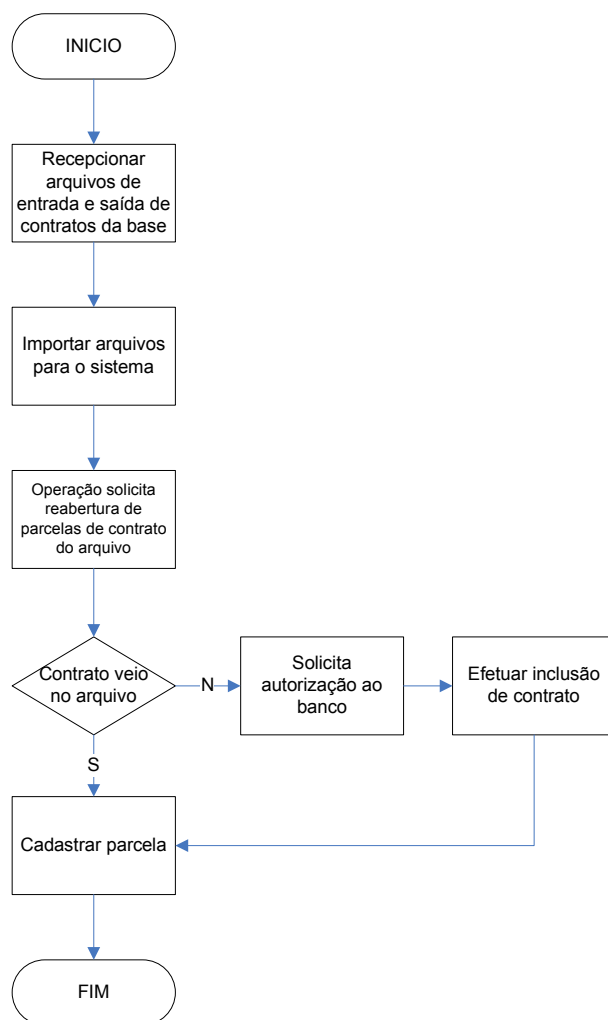 INICIO
Recepcionar
arquivos de
entrada e saída de
contratos da base
Importar arquivos
para o sistema
Operação solicita
reabertura de
parcelas de contrato
do arquivo
Contrato veio
no arquivo
N
Solicita
autorização ao
banco
Efetuar inclusão
de contrato
S
Cadastrar parcela
FIM